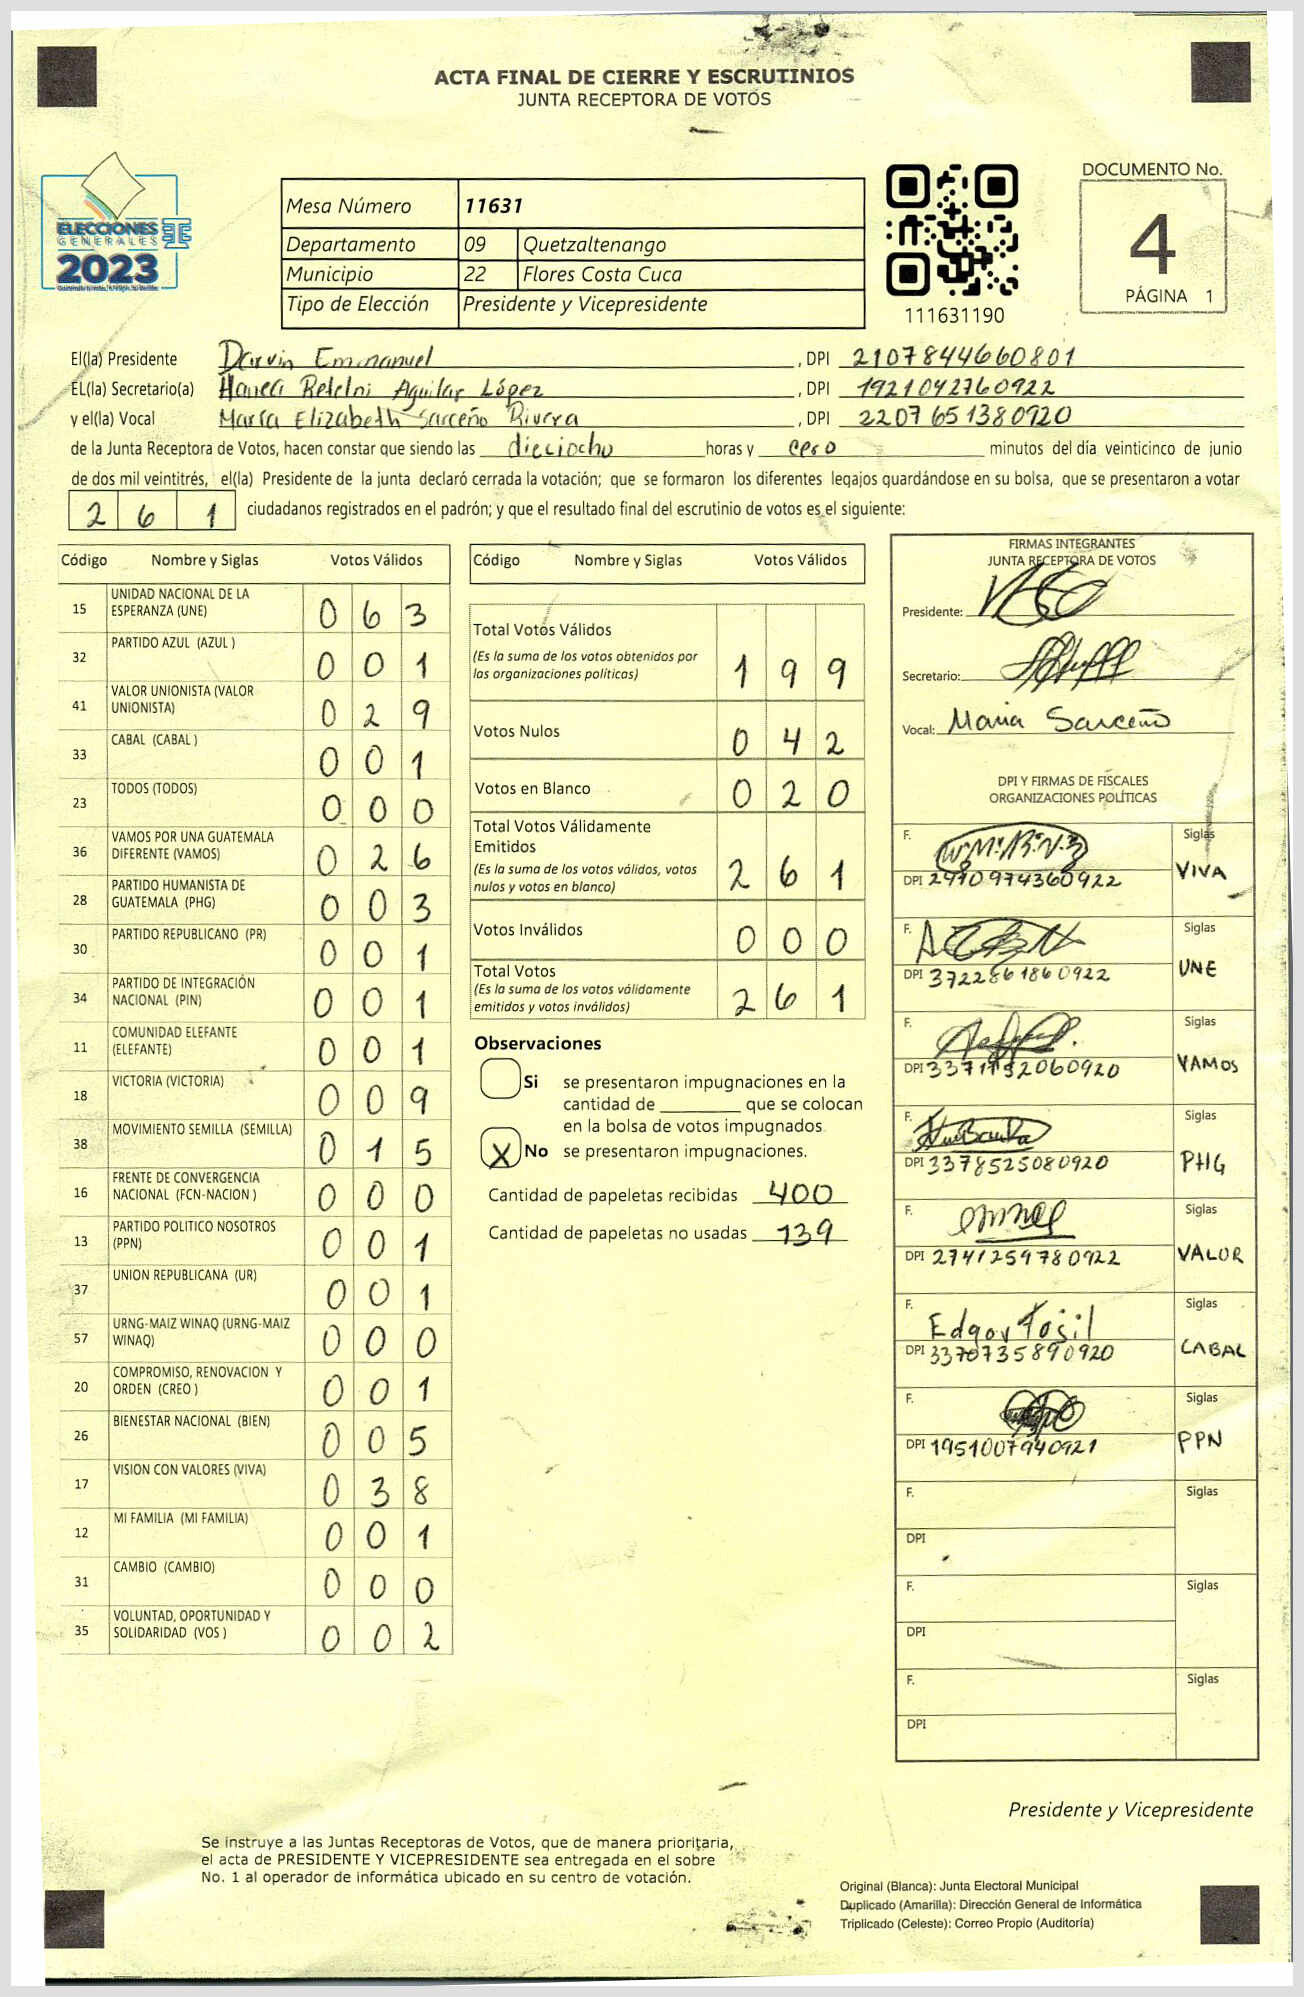 ACTA FINAL DE CIERRE Y ESCRUTINIOS
JUNTA RECEPTORA DE VOTOS
ELECCIONES
GENERALES
2023
Mesa Número 11631
Departamento 09 Quetzaltenango
Municipio 22 Flores Costa Cuca
Tipo de Elección Presidente y Vicepresidente
111631190
DOCUMENTO No.
4
PÁGINA 1
El(la) Presidente Darvin Emmanuel , DPI 2107844660801
EL(la) Secretario(a) Aguilar López , DPI 1921042760922
y el(la) Vocal María Elizabeth Sarceño Rivera , DPI 2207651380920
de la Junta Receptora de Votos, hacen constar que siendo las dieciocho horas y cero minutos del día veinticinco de junio
de dos mil veintitrés, el(la) Presidente de la junta declaró cerrada la votación; que se formaron los diferentes legajos guardándose en su bolsa, que se presentaron a votar
2 6 1 ciudadanos registrados en el padrón; y que el resultado final del escrutinio de votos es el siguiente:
Código Nombre y Siglas Votos Válidos
15 UNIDAD NACIONAL DE LA ESPERANZA (UNE) 0 6 3
32 PARTIDO AZUL (AZUL ) 0 0 1
41 VALOR UNIONISTA (VALOR UNIONISTA) 0 2 9
33 CABAL (CABAL ) 0 0 1
23 TODOS (TODOS) 0 0 0
36 VAMOS POR UNA GUATEMALA DIFERENTE (VAMOS) 0 2 6
28 PARTIDO HUMANISTA DE GUATEMALA (PHG) 0 0 3
30 PARTIDO REPUBLICANO (PR) 0 0 1
34 PARTIDO DE INTEGRACIÓN NACIONAL (PIN) 0 0 1
11 COMUNIDAD ELEFANTE (ELEFANTE) 0 0 1
18 VICTORIA (VICTORIA) 0 0 9
38 MOVIMIENTO SEMILLA (SEMILLA) 0 1 5
16 FRENTE DE CONVERGENCIA NACIONAL (FCN-NACION ) 0 0 0
13 PARTIDO POLITICO NOSOTROS (PPN) 0 0 1
37 UNION REPUBLICANA (UR) 0 0 1
57 URNG-MAIZ WINAQ (URNG-MAIZ WINAQ) 0 0 0
20 COMPROMISO, RENOVACION Y ORDEN (CREO ) 0 0 1
26 BIENESTAR NACIONAL (BIEN) 0 0 5
17 VISION CON VALORES (VIVA) 0 3 8
12 MI FAMILIA (MI FAMILIA) 0 0 1
31 CAMBIO (CAMBIO) 0 0 0
35 VOLUNTAD, OPORTUNIDAD Y SOLIDARIDAD (VOS ) 0 0 2
Código Nombre y Siglas Votos Válidos
Total Votos Válidos
(Es la suma de los votos obtenidos por
las organizaciones políticas) 1 9 9
Votos Nulos 0 4 2
Votos en Blanco 0 2 0
Total Votos Válidamente
Emitidos
(Es la suma de los votos válidos, votos
nulos y votos en blanco) 2 6 1
Votos Inválidos 0 0 0
Total Votos
(Es la suma de los votos válidamente
emitidos y votos inválidos) 2 6 1
Observaciones
Si se presentaron impugnaciones en la
cantidad de ________ que se colocan
en la bolsa de votos impugnados
X No se presentaron impugnaciones.
Cantidad de papeletas recibidas 400
Cantidad de papeletas no usadas 139
FIRMAS INTEGRANTES
JUNTA RECEPTORA DE VOTOS
Presidente:
Secretario:
Vocal: Maria Sarceño
DPI Y FIRMAS DE FISCALES
ORGANIZACIONES POLÍTICAS
F. Siglas
DPI 2910974360922 VIVA
F. Siglas
DPI 3722861860922 UNE
F. Siglas
DPI VAMOS
F. Siglas
DPI 3378525080920 PHG
F. Siglas
DPI 2741259780922 VALOR
F. Edgar Siglas
DPI 3370735890920 CABAL
F. Siglas
DPI 1951007940921 PPN
F. Siglas
DPI
F. Siglas
DPI
F. Siglas
DPI
Presidente y Vicepresidente
Se instruye a las Juntas Receptoras de Votos, que de manera prioritaria,
el acta de PRESIDENTE Y VICEPRESIDENTE sea entregada en el sobre
No. 1 al operador de informática ubicado en su centro de votación.
Original (Blanca): Junta Electoral Municipal
Duplicado (Amarilla): Dirección General de Informática
Triplicado (Celeste): Correo Propio (Auditoría)